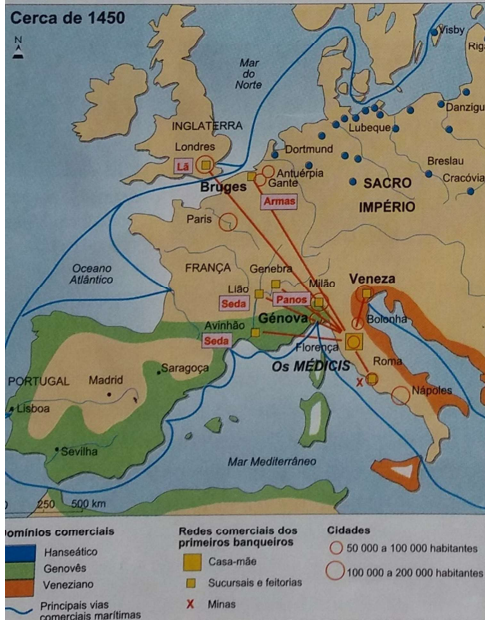 Cerca de 1450
N
Visby
Rig
Mar
do
Norte
Danzigu
INGLATERRA
Lubeque
Londres
Dortmund
Lã
Breslau
Antuérpia
Bruges
Gante
SACRO
Cracóvia
Armas
IMPÉRIO
Paris
Oceano
Atlântico
FRANÇA
Genebra
Milão
Veneza
Lião
Panos
Seda
Génova
Bolonha
Avinhão
Seda
Florença
Roma
Os MÉDICIS
Saragoça
PORTUGAL
Madrid
X
Nápoles
Lisboa
Sevilha
Mar Mediterrâneo
0 250 500 km
Domínios comerciais
Hanseático
Genovês
Veneziano
Principais vias
comerciais marítimas
Redes comerciais dos
primeiros banqueiros
Casa-mãe
Sucursais e feitorias
X Minas
Cidades
50 000 a 100 000 habitantes
100 000 a 200 000 habitantes